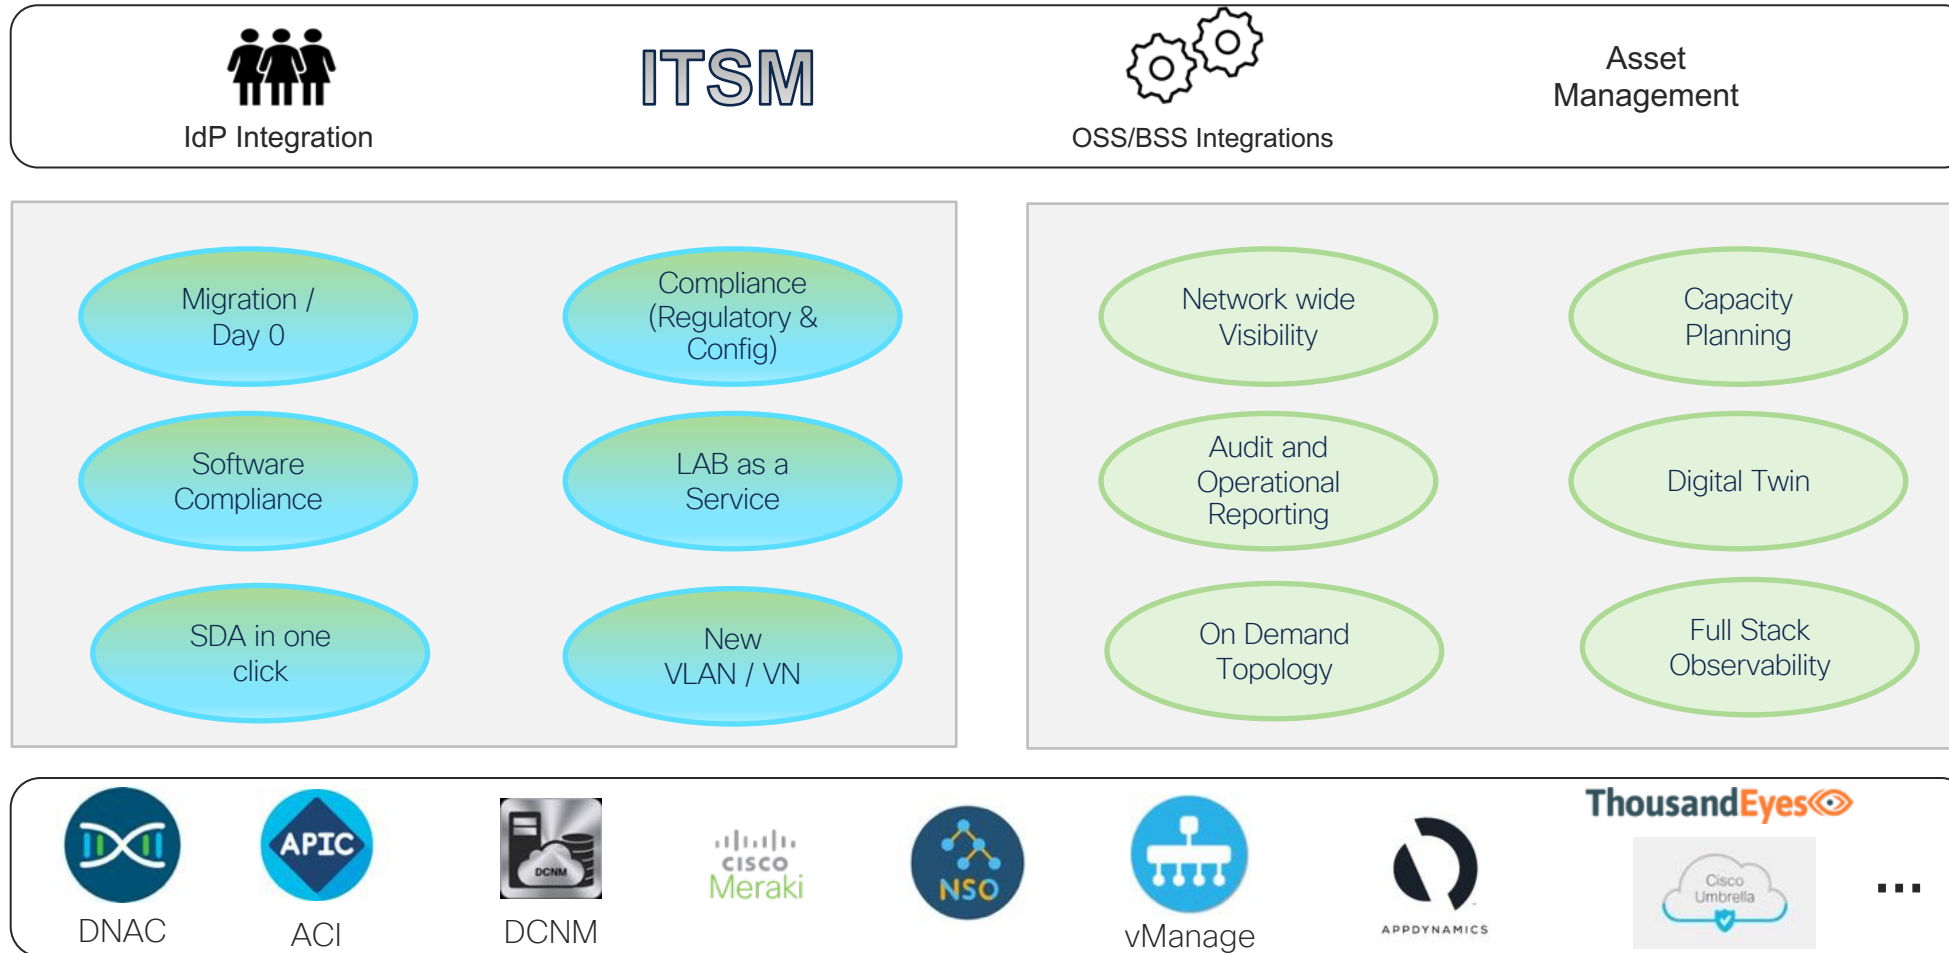 IdP Integration
ITSM
OSS/BSS Integrations
Asset
Management
Migration /
Day 0
Compliance
(Regulatory &
Config)
Software
Compliance
LAB as a
Service
SDA in one
click
New
VLAN / VN
Network wide
Visibility
Capacity
Planning
Audit and
Operational
Reporting
Digital Twin
On Demand
Topology
Full Stack
Observability
DNAC
APIC
ACI
DCNM
DCNM
CISCO
Meraki
NSO
vManage
APPDYNAMICS
ThousandEyes
Cisco
Umbrella
...